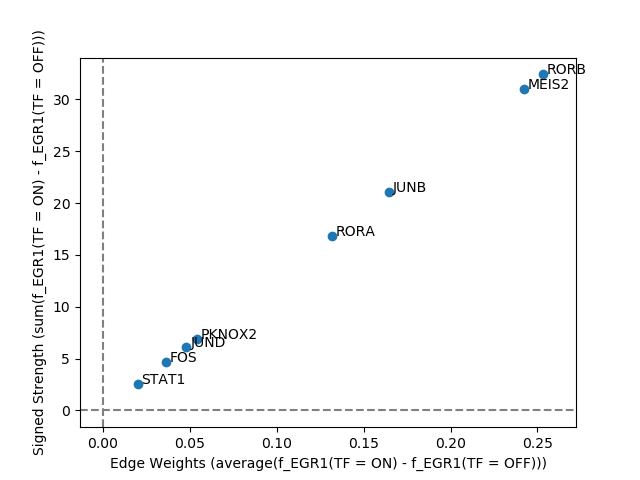 Signed Strength (sum(f_EGR1(TF = ON) - f_EGR1(TF = OFF)))
30
25
20
15
10
5
0
RORB
MEIS2
JUNB
RORA
PKNOX2
JUND
FOS
STAT1
0.00 0.05 0.10 0.15 0.20 0.25
Edge Weights (average(f_EGR1(TF = ON) - f_EGR1(TF = OFF)))